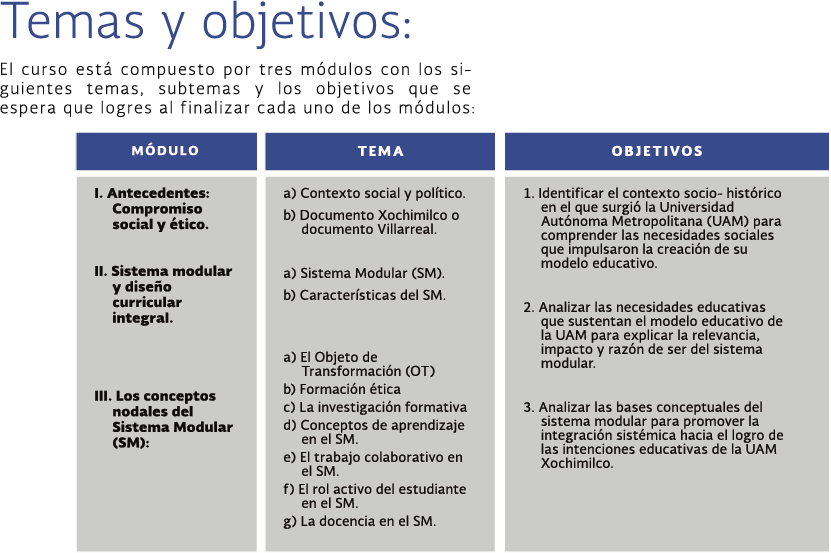 Temas y objetivos:
El curso está compuesto por tres módulos con los si-
guientes temas, subtemas y los objetivos que se
espera que logres al finalizar cada uno de los módulos:
MÓDULO
TEMA
OBJETIVOS
I. Antecedentes:
Compromiso
social y ético.
a) Contexto social y político.
b) Documento Xochimilco o
documento Villarreal.
1. Identificar el contexto socio- histórico
en el que surgió la Universidad
Autónoma Metropolitana (UAM) para
comprender las necesidades sociales
que impulsaron la creación de su
modelo educativo.
II. Sistema modular
y diseño
curricular
integral.
a) Sistema Modular (SM).
b) Características del SM.
2. Analizar las necesidades educativas
que sustentan el modelo educativo de
la UAM para explicar la relevancia,
impacto y razón de ser del sistema
modular.
III. Los conceptos
nodales del
Sistema Modular
(SM):
a) El Objeto de
Transformación (OT)
b) Formación ética
c) La investigación formativa
d) Conceptos de aprendizaje
en el SM.
e) El trabajo colaborativo en
el SM.
f) El rol activo del estudiante
en el SM.
g) La docencia en el SM.
3. Analizar las bases conceptuales del
sistema modular para promover la
integración sistémica hacia el logro de
las intenciones educativas de la UAM
Xochimilco.